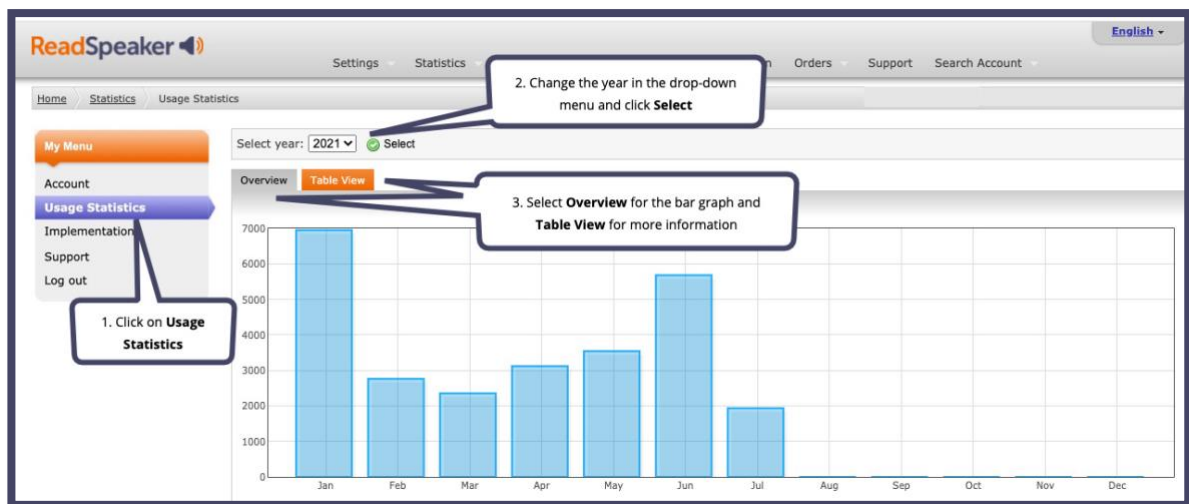 English
ReadSpeaker
Settings Statistics Orders Support Search Account
2. Change the year in the drop-down
menu and click Select
Home Statistics Usage Statistics
My Menu
Account
Usage Statistics
Implementation
Support
Log out
1. Click on Usage
Statistics
Select year: 2021 Select
Overview Table View
3. Select Overview for the bar graph and
Table View for more information
7000
6000
5000
4000
3000
2000
1000
0
Jan Feb Mar Apr May Jun Jul Aug Sep Oct Nov Dec